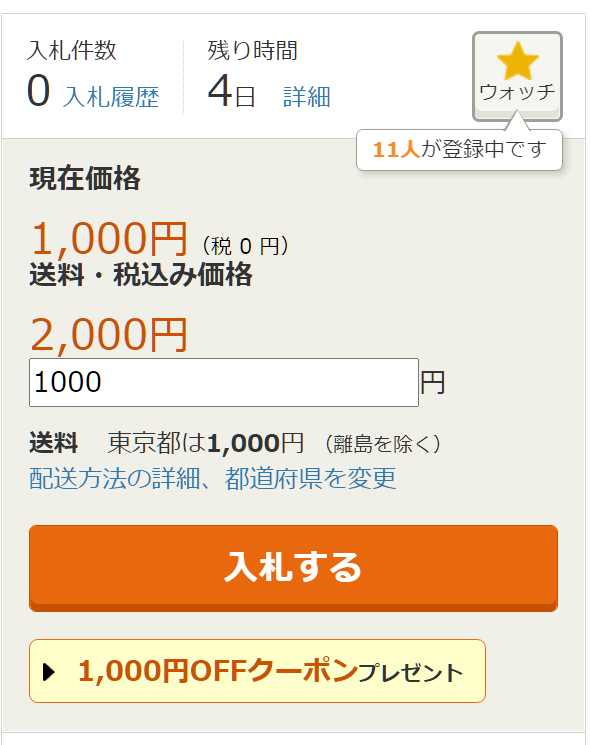 入札件数 残り時間
0 入札履歴 4日 詳細
ウォッチ
11人が登録中です
現在価格
1,000円（税 0 円）
送料・税込み価格
2,000円
1000円
送料 東京都は1,000円 （離島を除く）
配送方法の詳細、都道府県を変更
入札する
1,000円OFFクーポンプレゼント